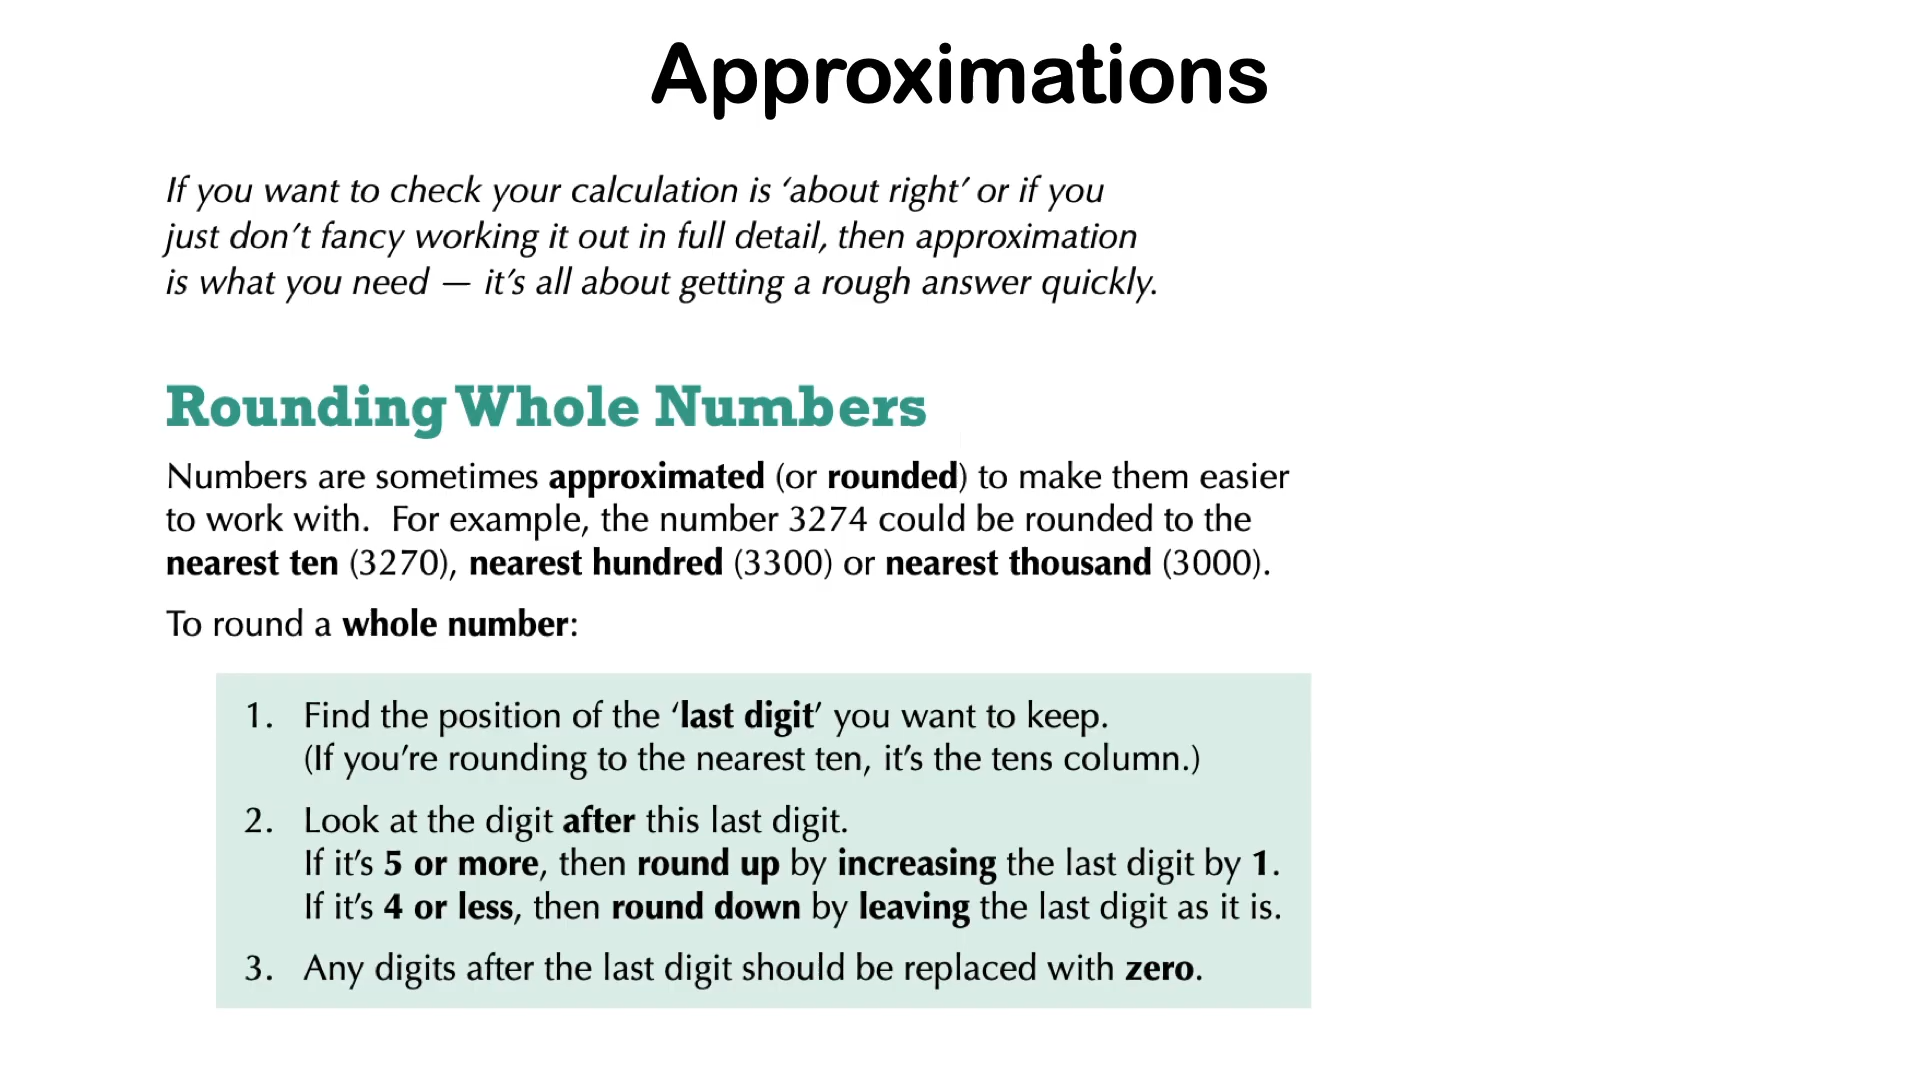 Approximations
If you want to check your calculation is ‘about right’ or if you
just don’t fancy working it out in full detail, then approximation
is what you need — it’s all about getting a rough answer quickly.
Rounding Whole Numbers
Numbers are sometimes approximated (or rounded) to make them easier
to work with. For example, the number 3274 could be rounded to the
nearest ten (3270), nearest hundred (3300) or nearest thousand (3000).
To round a whole number:
1. Find the position of the ‘last digit’ you want to keep.
(If you’re rounding to the nearest ten, it’s the tens column.)
2. Look at the digit after this last digit.
If it’s 5 or more, then round up by increasing the last digit by 1.
If it’s 4 or less, then round down by leaving the last digit as it is.
3. Any digits after the last digit should be replaced with zero.